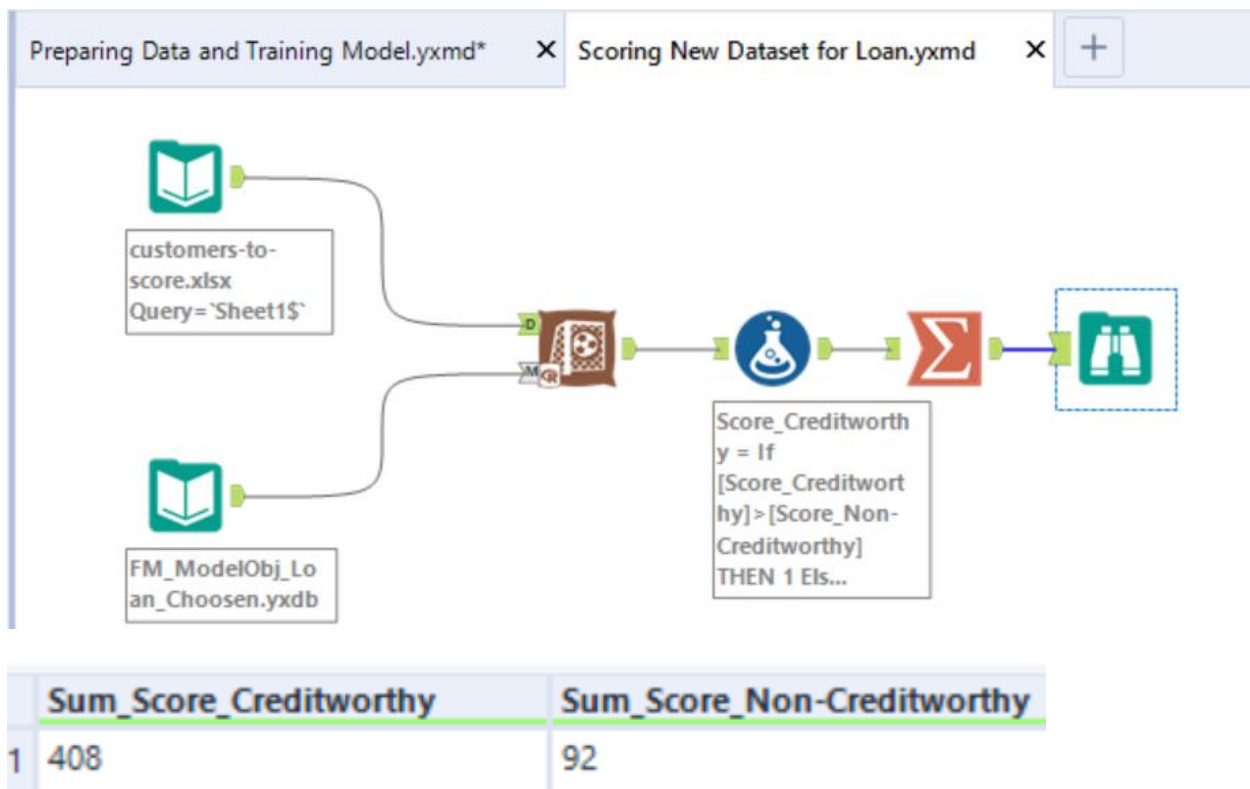 Preparing Data and Training Model.yxmd* X Scoring New Dataset for Loan.yxmd X +
customers-to-
score.xlsx
Query=`Sheet1$`
D
M
R
FM_ModelObj_Lo
an_Choosen.yxdb
Score_Creditworth
y = If
[Score_Creditwort
hy]>[Score_Non-
Creditworthy]
THEN 1 Els...
Σ
Sum_Score_Creditworthy Sum_Score_Non-Creditworthy
1 408 92